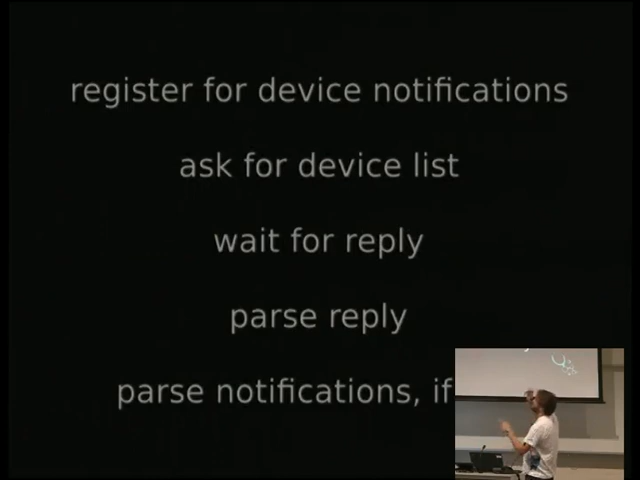 register for device notifications
ask for device list
wait for reply
parse reply
parse notifications, if